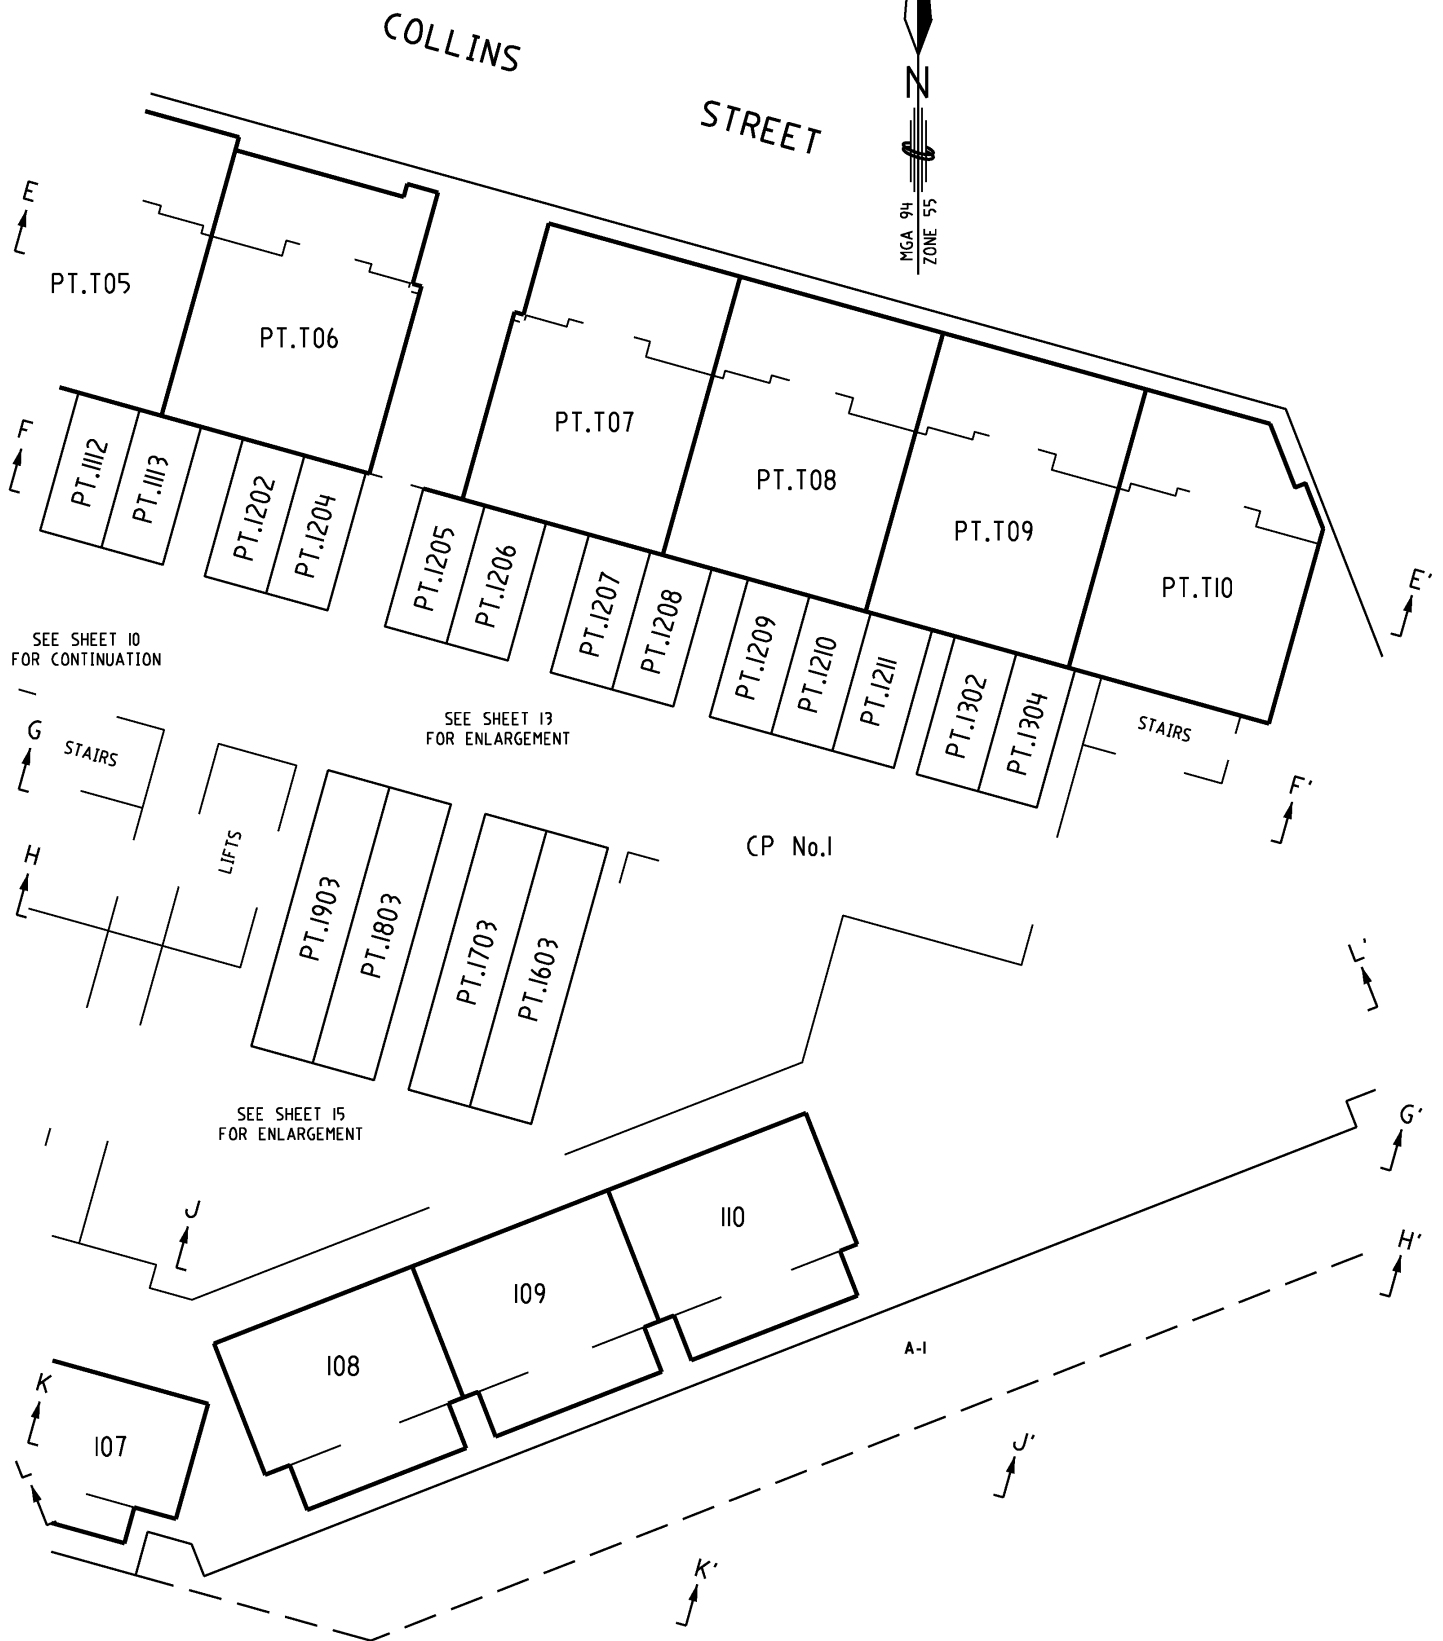 COLLINS
STREET
N
MGA 94
ZONE 55
E
PT.T05
PT.T06
PT.T07
PT.T08
PT.T09
PT.T10
F
PT.1112
PT.1113
PT.1202
PT.1204
PT.1205
PT.1206
PT.1207
PT.1208
PT.1209
PT.1210
PT.1211
PT.1302
PT.1304
E'
SEE SHEET 10
FOR CONTINUATION
SEE SHEET 13
FOR ENLARGEMENT
STAIRS
G
STAIRS
F'
H
LIFTS
CP No.1
PT.1903
PT.1803
PT.1703
PT.1603
L'
SEE SHEET 15
FOR ENLARGEMENT
G'
J
110
H'
109
108
A-1
K
107
J'
L
K'